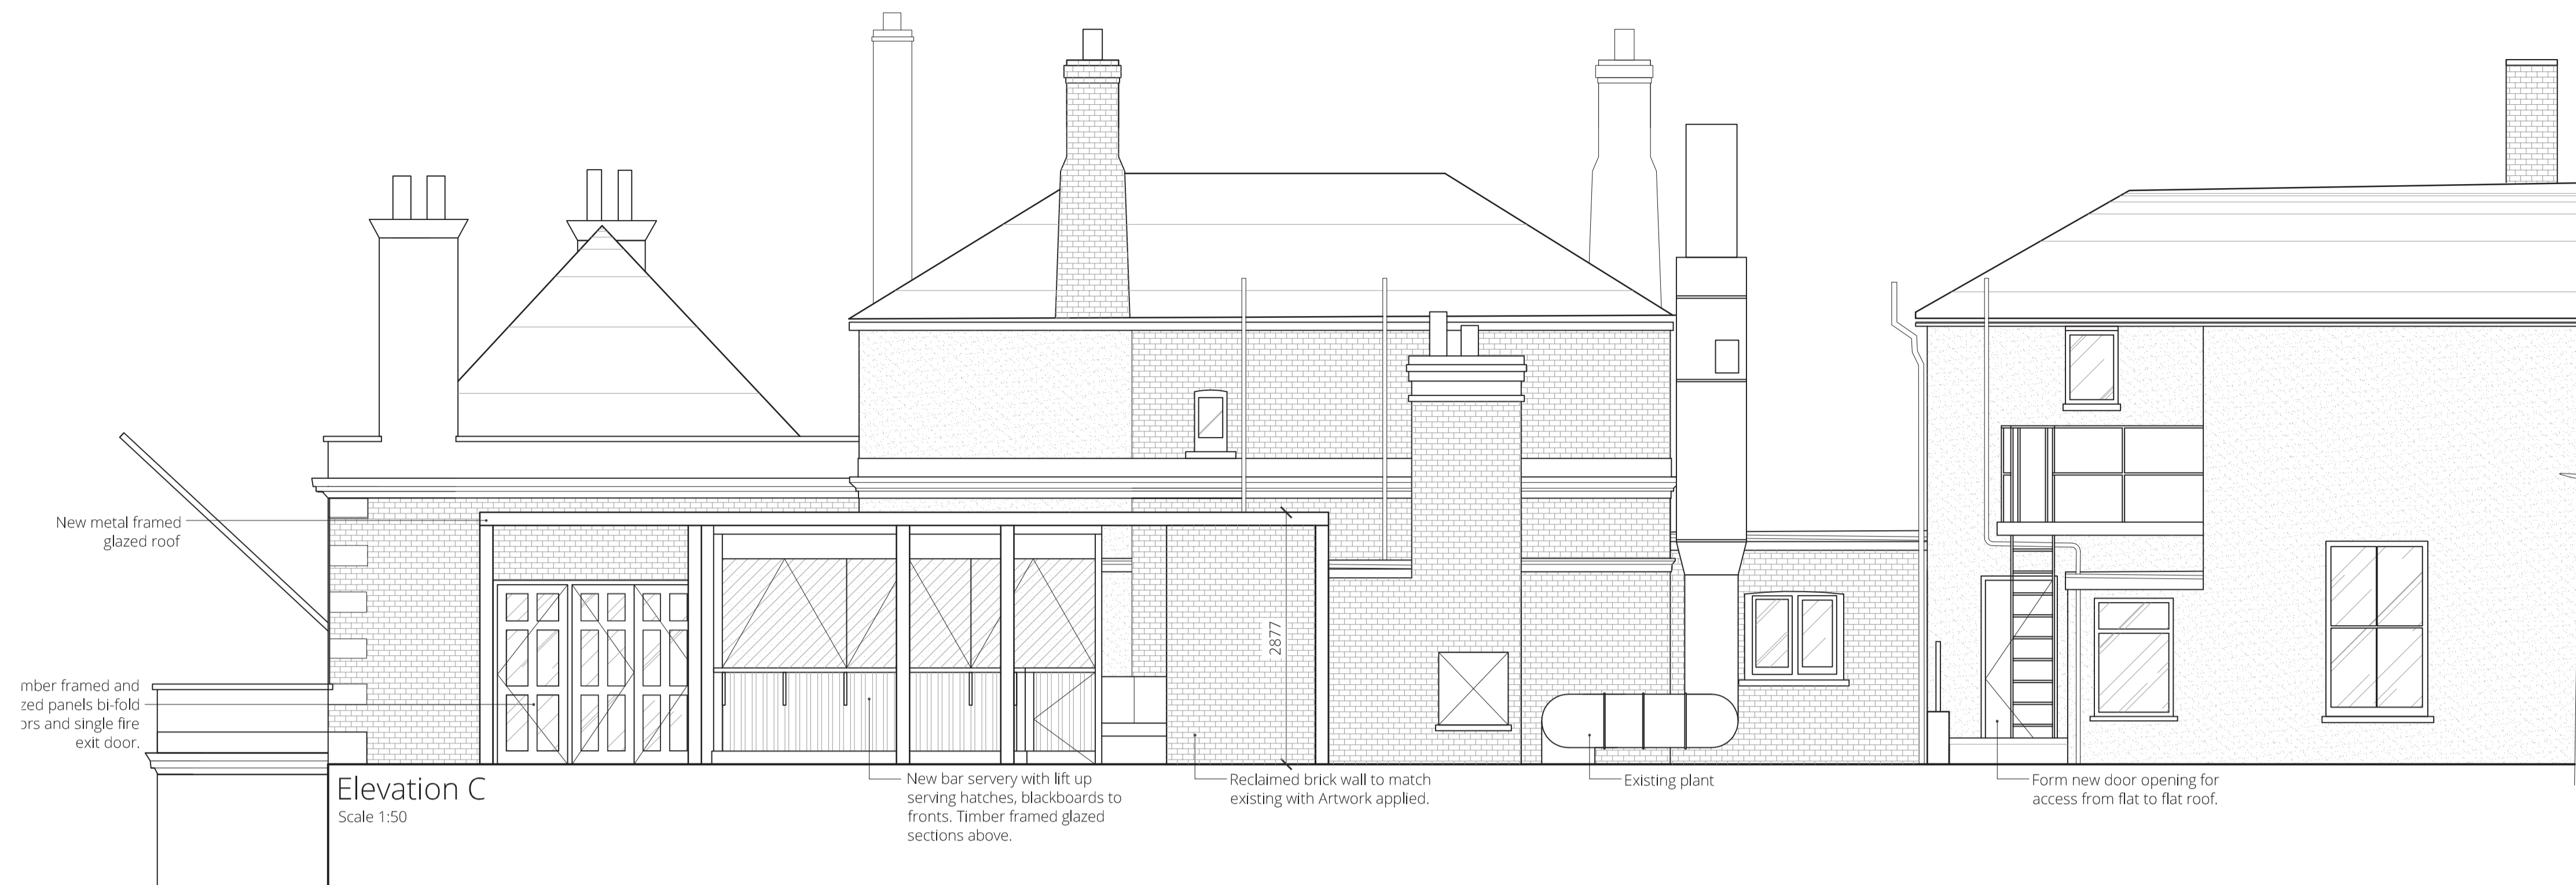 New metal framed
glazed roof
mber framed and
zed panels bi-fold
ors and single fire
exit door.
Elevation C
Scale 1:50
New bar servery with lift up
serving hatches, blackboards to
fronts. Timber framed glazed
sections above.
2877
Reclaimed brick wall to match
existing with Artwork applied.
Existing plant
Form new door opening for
access from flat to flat roof.